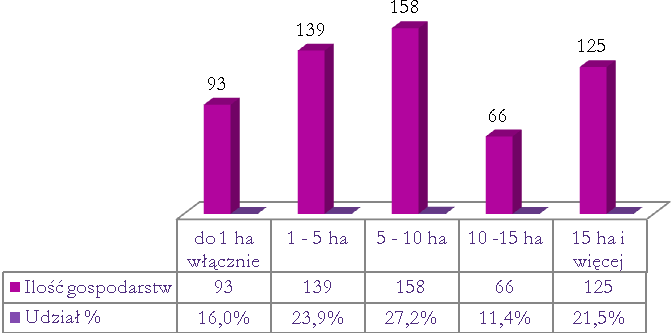 158
139
125
93
66
do 1 ha włącznie
1 - 5 ha
5 - 10 ha
10 -15 ha
15 ha i więcej
Ilość gospodarstw 93 139 158 66 125
Udział % 16,0% 23,9% 27,2% 11,4% 21,5%